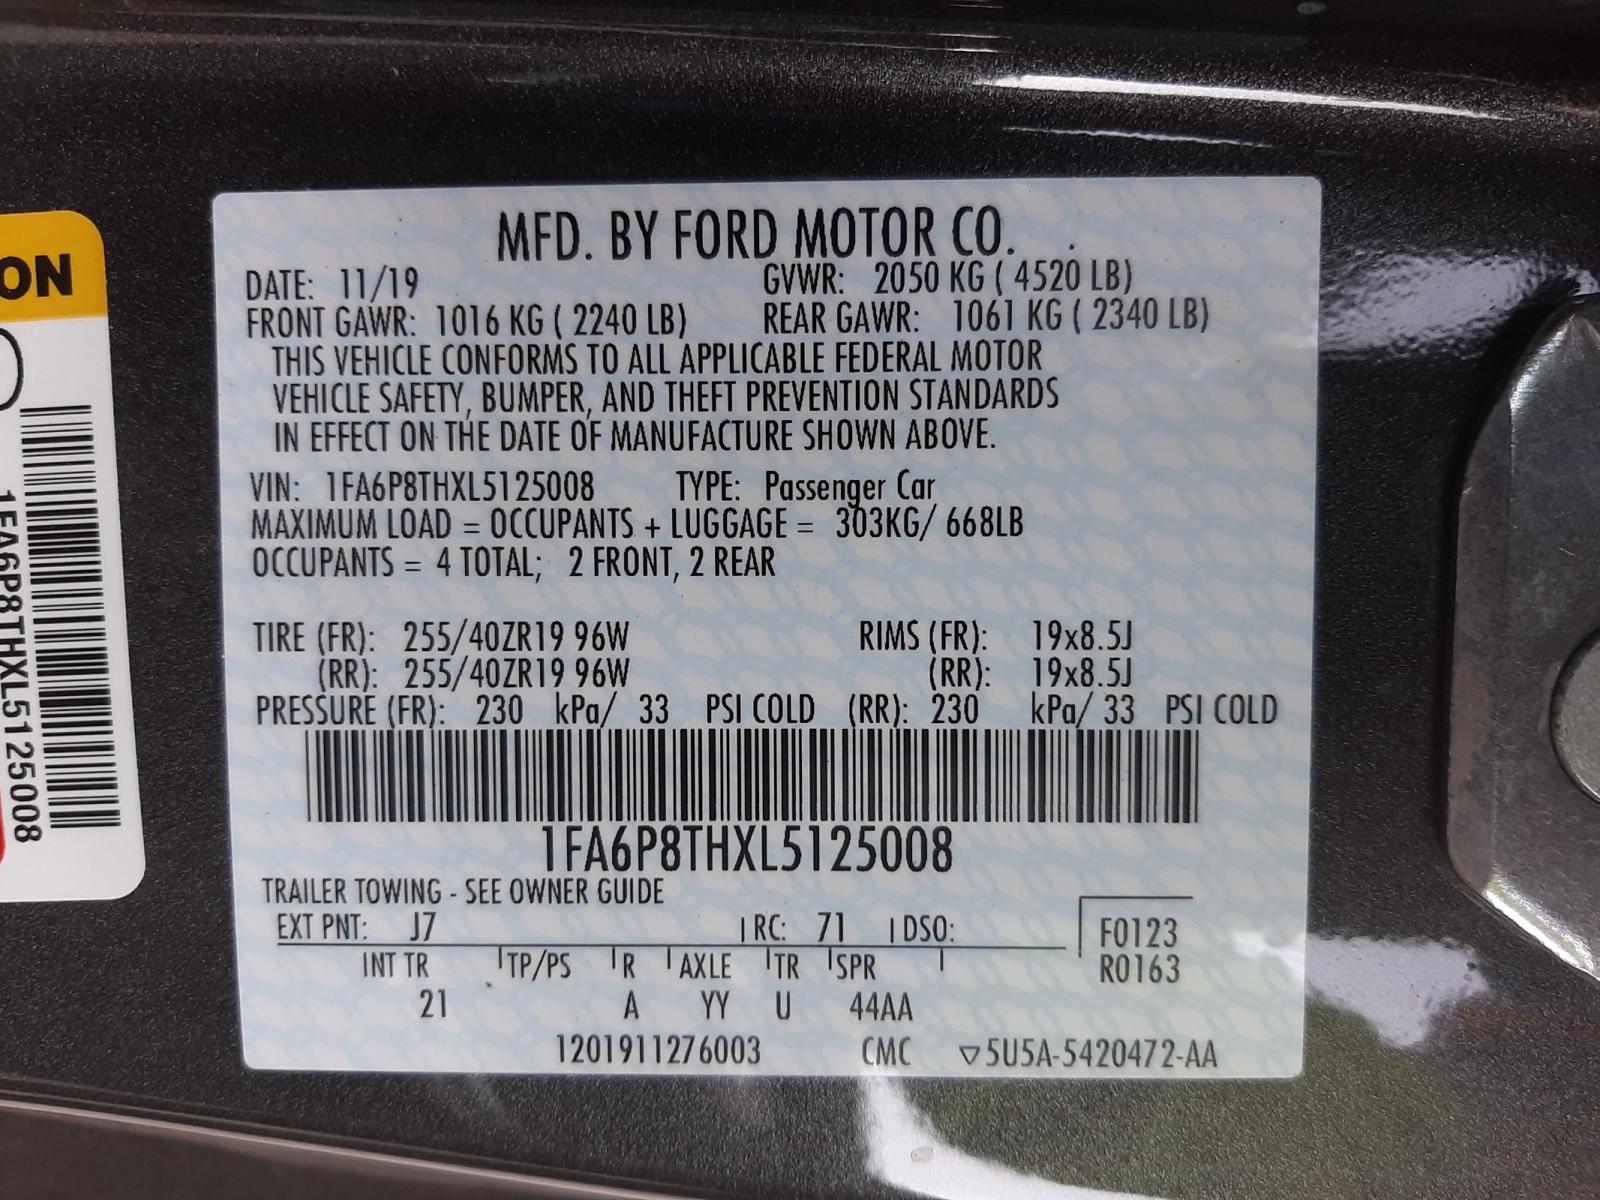 ON
1FA6P8THXL5125008
MFD. BY FORD MOTOR CO.
DATE: 11/19 GVWR: 2050 KG ( 4520 LB)
FRONT GAWR: 1016 KG ( 2240 LB) REAR GAWR: 1061 KG ( 2340 LB)
THIS VEHICLE CONFORMS TO ALL APPLICABLE FEDERAL MOTOR
VEHICLE SAFETY, BUMPER, AND THEFT PREVENTION STANDARDS
IN EFFECT ON THE DATE OF MANUFACTURE SHOWN ABOVE.
VIN: 1FA6P8THXL5125008 TYPE: Passenger Car
MAXIMUM LOAD = OCCUPANTS + LUGGAGE = 303KG/ 668LB
OCCUPANTS = 4 TOTAL; 2 FRONT, 2 REAR
TIRE (FR): 255/40ZR19 96W RIMS (FR): 19x8.5J
(RR): 255/40ZR19 96W (RR): 19x8.5J
PRESSURE (FR): 230 kPa/ 33 PSI COLD (RR): 230 kPa/ 33 PSI COLD
1FA6P8THXL5125008
TRAILER TOWING - SEE OWNER GUIDE
EXT PNT: J7 RC: 71 DSO: F0123
INT TR TP/PS R AXLE TR SPR R0163
21 A YY U 44AA
1201911276003 CMC ▽5U5A-5420472-AA